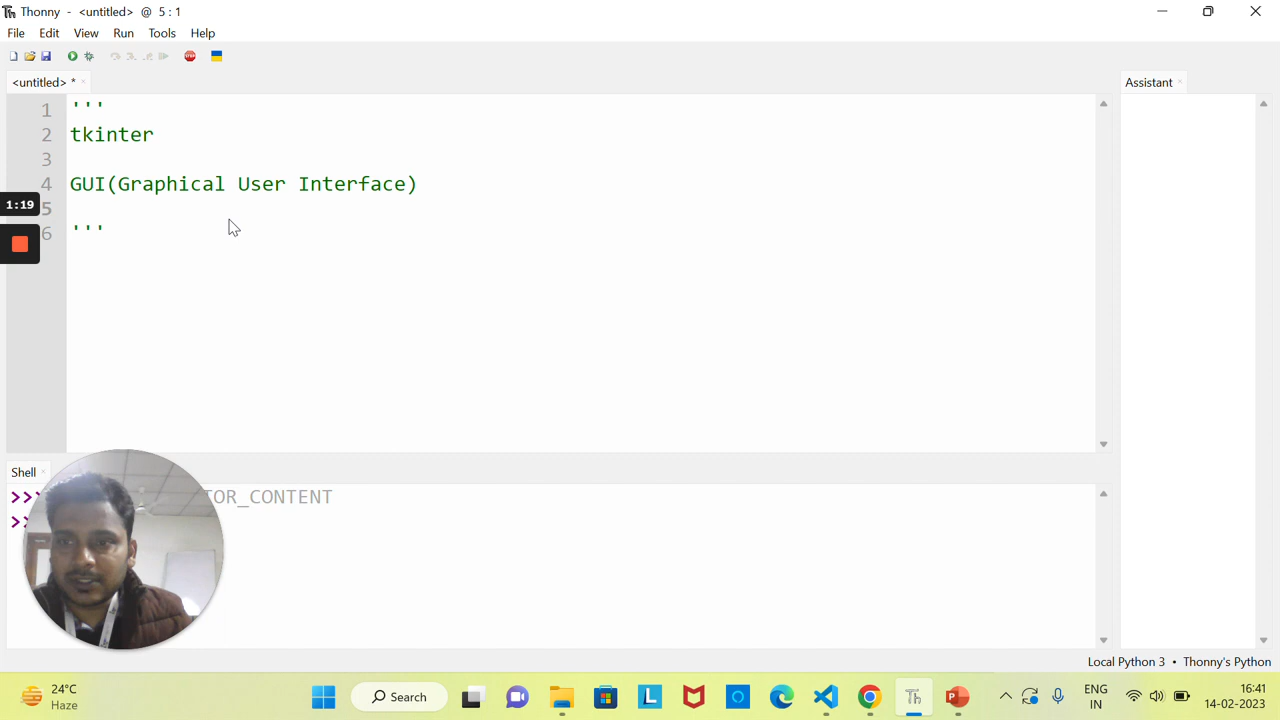 Thonny - <untitled> @ 5 : 1
File Edit View Run Tools Help
<untitled> *
Assistant
1 '''
2 tkinter
3
4 GUI(Graphical User Interface)
1:19
5
6 '''
Shell
>>> TOR_CONTENT
>>
Local Python 3 • Thonny's Python
24°C
Haze
Search
ENG
IN
16:41
14-02-2023